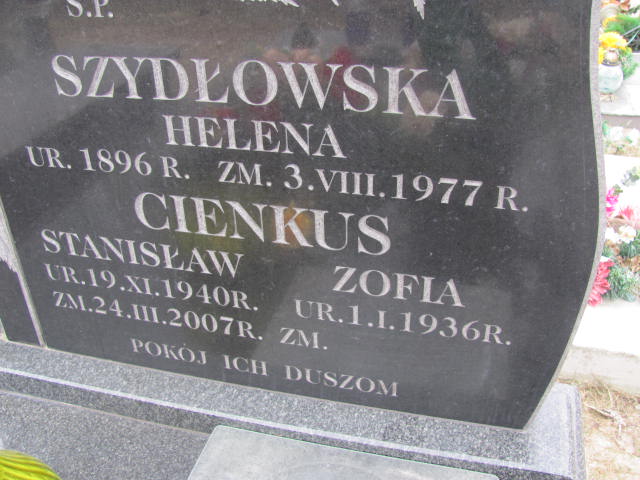 Ś.P.
SZYDŁOWSKA
HELENA
UR. 1896 R. ZM. 3.VIII.1977 R.
CIENKUS
STANISŁAW ZOFIA
UR.19.XI.1940R. UR.1.I.1936R.
ZM.24.III.2007R. ZM.
POKÓJ ICH DUSZOM